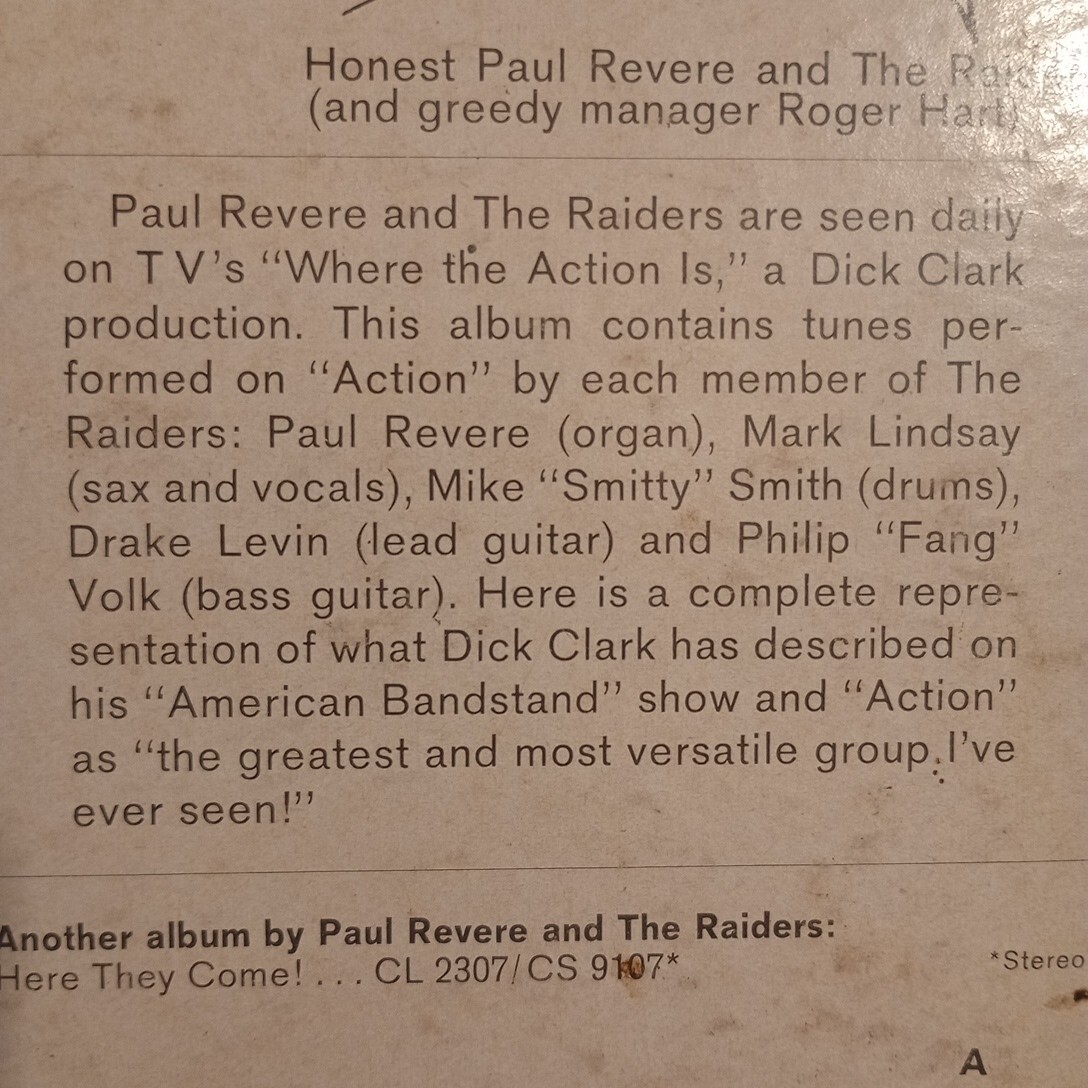 Honest Paul Revere and The Raiders
(and greedy manager Roger Hart)
Paul Revere and The Raiders are seen daily
on TV's “Where the Action Is,” a Dick Clark
production. This album contains tunes per-
formed on “Action” by each member of The
Raiders: Paul Revere (organ), Mark Lindsay
(sax and vocals), Mike “Smitty” Smith (drums),
Drake Levin (lead guitar) and Philip “Fang”
Volk (bass guitar). Here is a complete repre-
sentation of what Dick Clark has described on
his “American Bandstand” show and “Action”
as “the greatest and most versatile group I've
ever seen!”
Another album by Paul Revere and The Raiders:
Here They Come! . . . CL 2307/CS 9107*
*Stereo
A